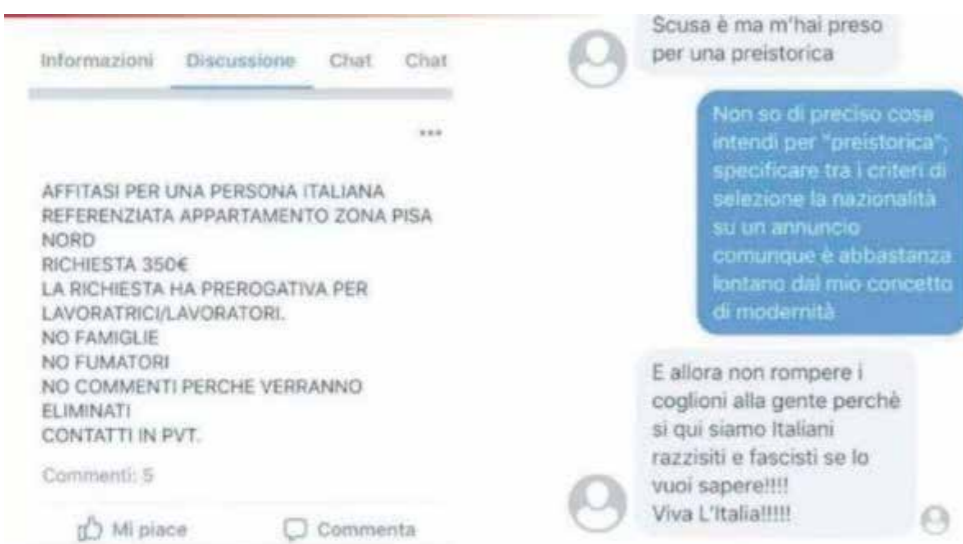 Informazioni Discussione Chat Chat
AFFITASI PER UNA PERSONA ITALIANA
REFERENZIATA APPARTAMENTO ZONA PISA
NORD
RICHIESTA 350€
LA RICHIESTA HA PREROGATIVA PER
LAVORATRICI/LAVORATORI.
NO FAMIGLIE
NO FUMATORI
NO COMMENTI PERCHE VERRANNO
ELIMINATI
CONTATTI IN PVT.
Commenti: 5
Mi piace Commenta
Scusa è ma m'hai preso
per una preistorica
Non so di preciso cosa
intendi per "preistorica";
specificare tra i criteri di
selezione la nazionalità
su un annuncio
comunque è abbastanza
lontano dal mio concetto
di modernità
E allora non rompere i
coglioni alla gente perchè
si qui siamo Italiani
razzisiti e fascisti se lo
vuoi sapere!!!!
Viva L'Italia!!!!!